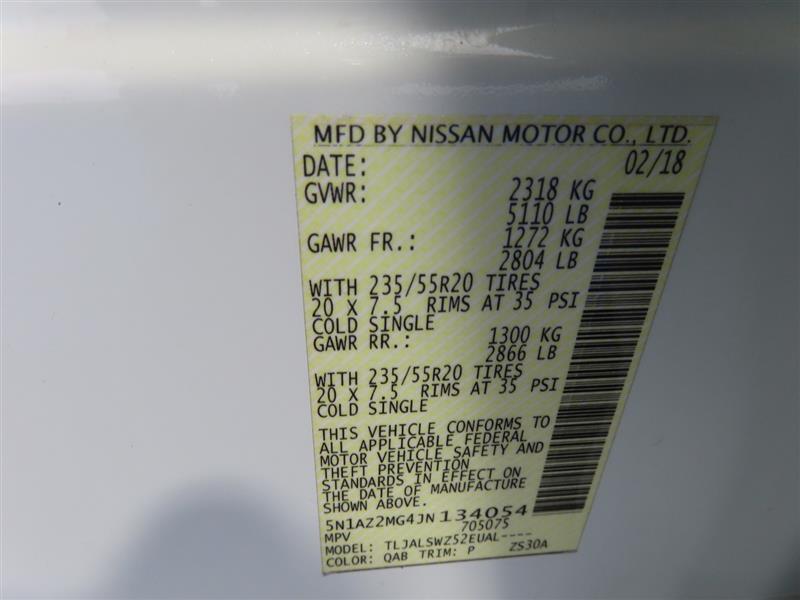 MFD BY NISSAN MOTOR CO., LTD.
DATE: 02/18
GVWR: 2318 KG
5110 LB
GAWR FR.: 1272 KG
2804 LB
WITH 235/55R20 TIRES
20 X 7.5 RIMS AT 35 PSI
COLD SINGLE
GAWR RR.: 1300 KG
2866 LB
WITH 235/55R20 TIRES
20 X 7.5 RIMS AT 35 PSI
COLD SINGLE
THIS VEHICLE CONFORMS TO
ALL APPLICABLE FEDERAL
MOTOR VEHICLE SAFETY AND
THEFT PREVENTION
STANDARDS IN EFFECT ON
THE DATE OF MANUFACTURE
SHOWN ABOVE.
5N1AZ2MG4JN134054
MPV 705075
MODEL: TLJALSWZ52EUAL----
COLOR: QAB TRIM: P ZS30A